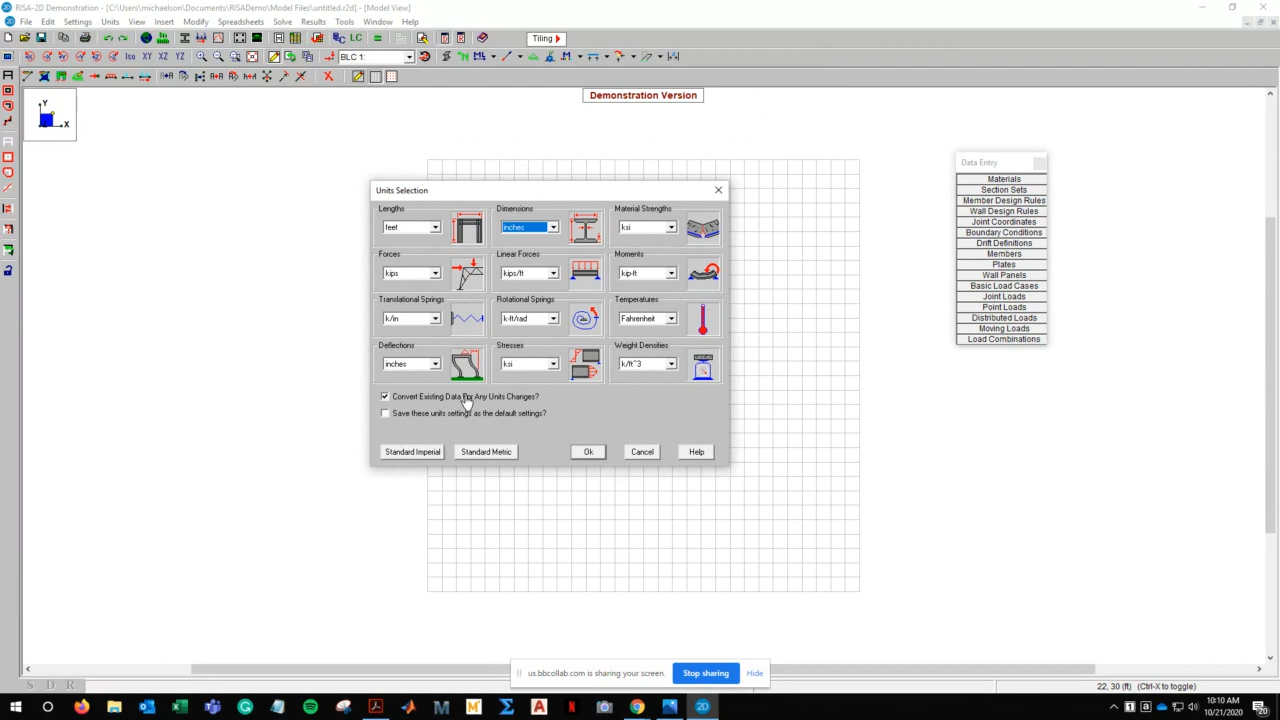 RISA-2D Demonstration - [C:\Users\michaelson\Documents\RISADemo\Model Files\untitled.r2d] - [Model View]
File Edit Settings Units View Insert Modify Spreadsheets Solve Results Tools Window Help
LC = Tiling
Iso XY XZ YZ BLC 1:
Demonstration Version
Y
X
Data Entry
Materials
Section Sets
Member Design Rules
Wall Design Rules
Joint Coordinates
Boundary Conditions
Drift Definitions
Members
Plates
Wall Panels
Basic Load Cases
Joint Loads
Point Loads
Distributed Loads
Moving Loads
Load Combinations
Units Selection
Lengths Dimensions Material Strengths
feet inches ksi
Forces Linear Forces Moments
kips kips/ft kip-ft
Translational Springs Rotational Springs Temperatures
k/in k-ft/rad Fahrenheit
Deflections Stresses Weight Densities
inches ksi k/ft^3
Convert Existing Data For Any Units Changes?
Save these units settings as the default settings?
Standard Imperial Standard Metric Ok Cancel Help
us.bbcollab.com is sharing your screen. Stop sharing Hide
S D R 22, 30 (ft) (Ctrl-X to toggle)
10:10 AM
10/21/2020
20